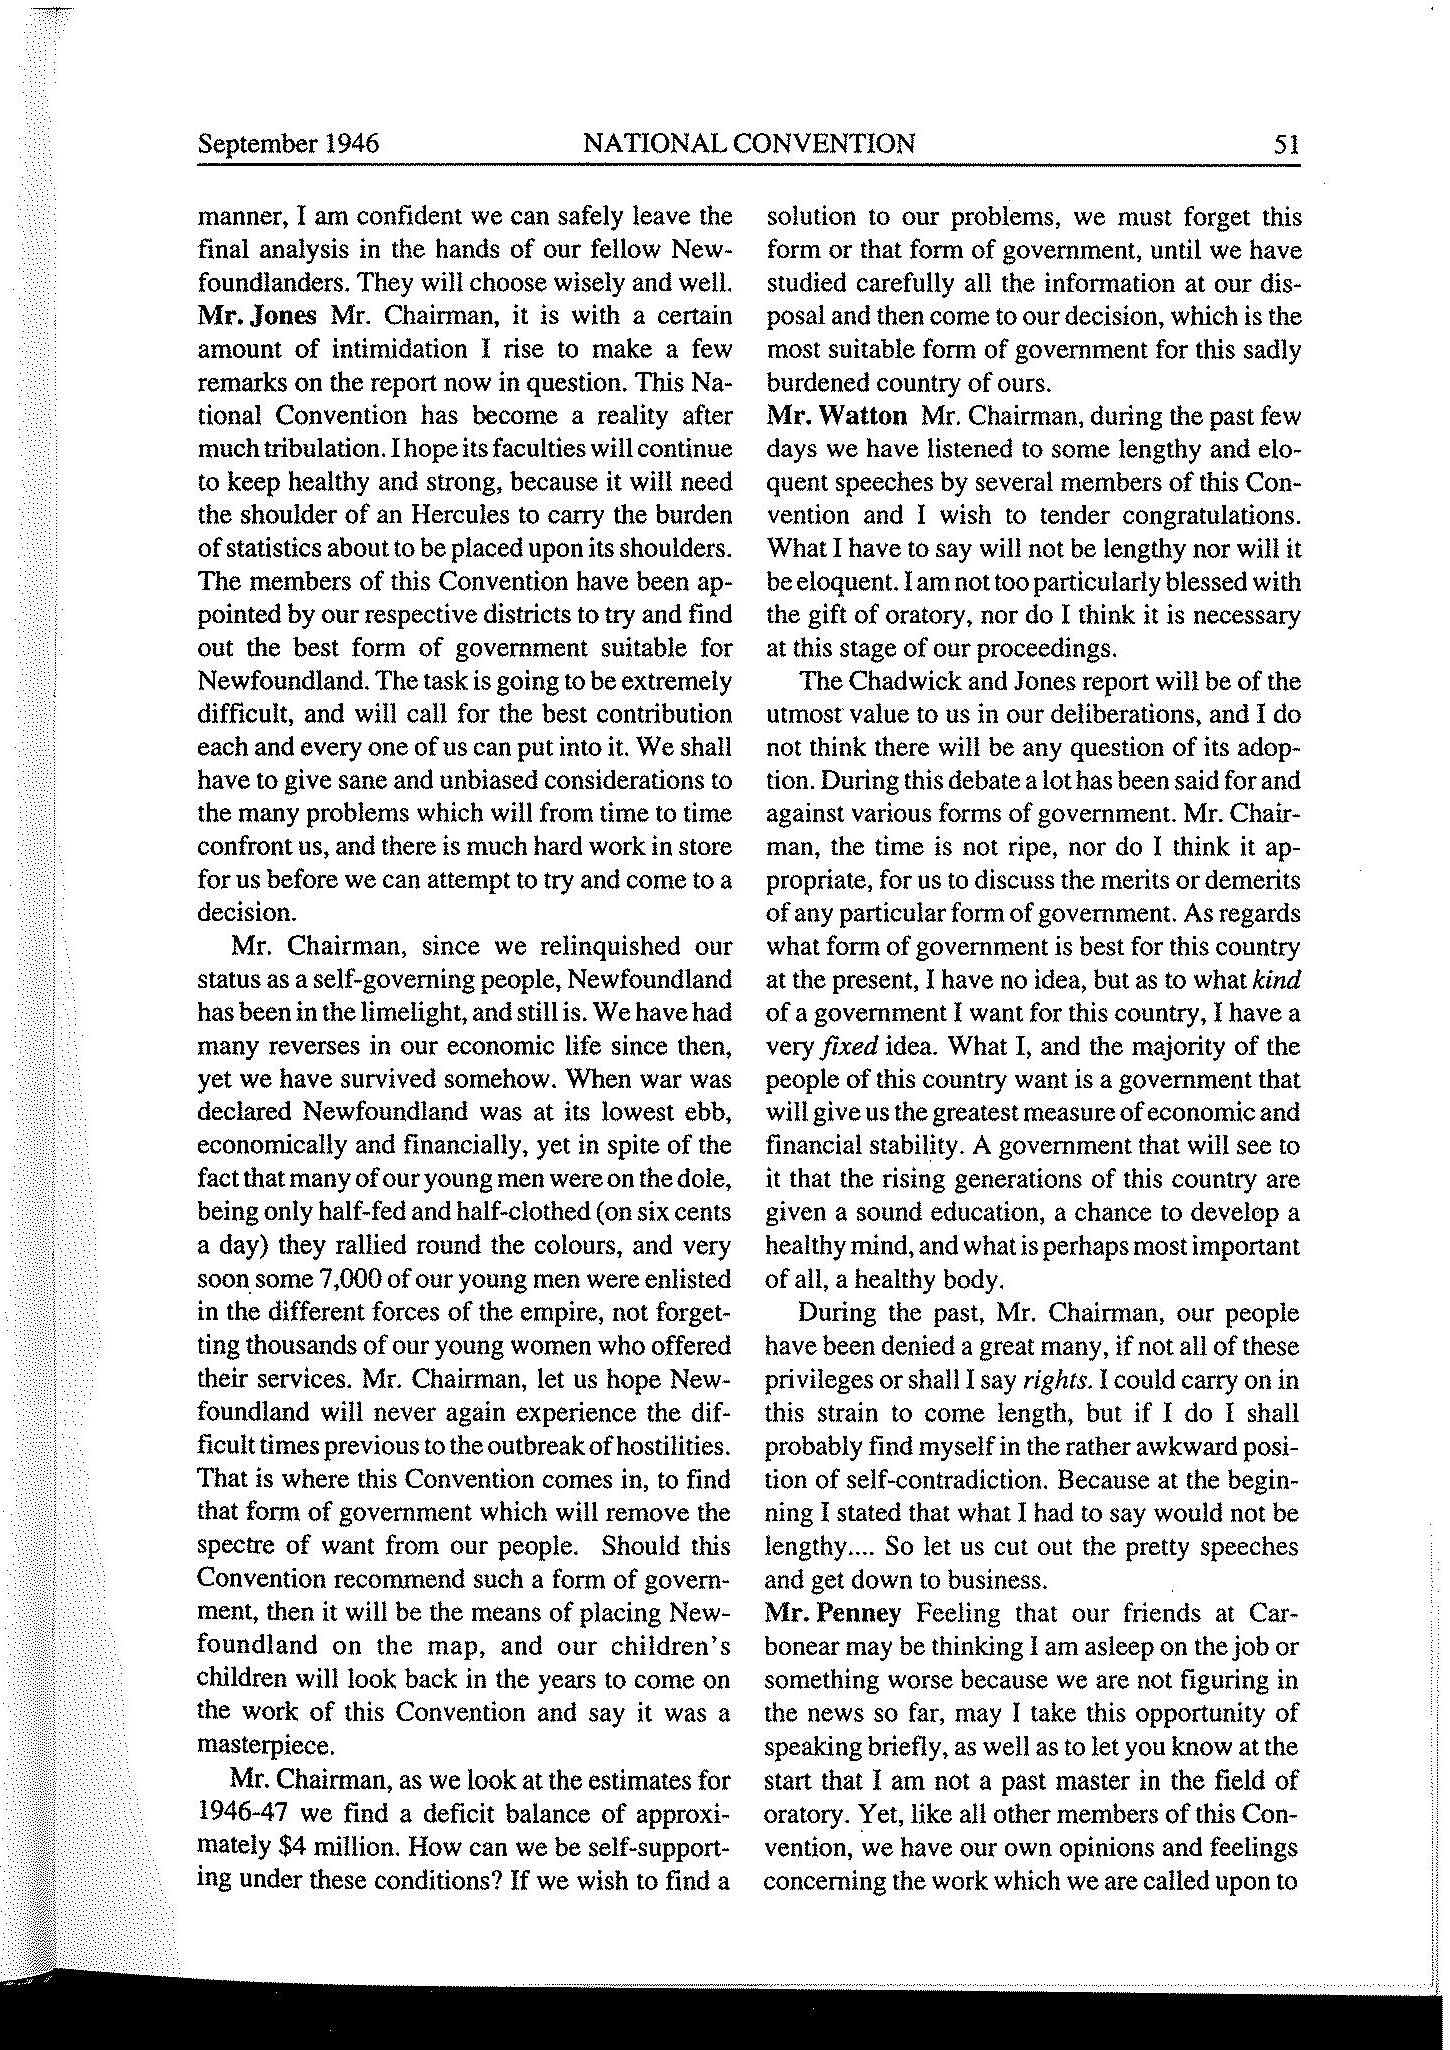 September 1946 NATIONAL CONVENTION 51
manner, I am confident we can safely leave the
final analysis in the hands of our fellow New-
foundlanders. They will choose wisely and well.
Mr. Jones Mr. Chairman, it is with a certain
amount of intimidation I rise to make a few
remarks on the report now in question. This Na-
tional Convention has become a reality after
much tribulation. I hope its faculties will continue
to keep healthy and strong, because it will need
the shoulder of an Hercules to carry the burden
of statistics about to be placed upon its shoulders.
The members of this Convention have been ap-
pointed by our respective districts to try and find
out the best form of government suitable for
Newfoundland. The task is going to be extremely
difficult, and will call for the best contribution
each and every one of us can put into it. We shall
have to give sane and unbiased considerations to
the many problems which will from time to time
confront us, and there is much hard work in store
for us before we can attempt to try and come to a
decision.
Mr. Chairman, since we relinquished our
status as a self-governing people, Newfoundland
has been in the limelight, and still is. We have had
many reverses in our economic life since then,
yet we have survived somehow. When war was
declared Newfoundland was at its lowest ebb,
economically and financially, yet in spite of the
fact that many of our young men were on the dole,
being only half-fed and half-clothed (on six cents
a day) they rallied round the colours, and very
soon some 7,000 of our young men were enlisted
in the different forces of the empire, not forget-
ting thousands of our young women who offered
their services. Mr. Chairman, let us hope New-
foundland will never again experience the dif-
ficult times previous to the outbreak of hostilities.
That is where this Convention comes in, to find
that form of government which will remove the
spectre of want from our people. Should this
Convention recommend such a form of govern-
ment, then it will be the means of placing New-
foundland on the map, and our children's
children will look back in the years to come on
the work of this Convention and say it was a
masterpiece.
Mr. Chairman, as we look at the estimates for
1946-47 we find a deficit balance of approxi-
mately $4 million. How can we be self-support-
ing under these conditions? If we wish to find a
solution to our problems, we must forget this
form or that form of government, until we have
studied carefully all the information at our dis-
posal and then come to our decision, which is the
most suitable form of government for this sadly
burdened country of ours.
Mr. Watton Mr. Chairman, during the past few
days we have listened to some lengthy and elo-
quent speeches by several members of this Con-
vention and I wish to tender congratulations.
What I have to say will not be lengthy nor will it
be eloquent. I am not too particularly blessed with
the gift of oratory, nor do I think it is necessary
at this stage of our proceedings.
The Chadwick and Jones report will be of the
utmost value to us in our deliberations, and I do
not think there will be any question of its adop-
tion. During this debate a lot has been said for and
against various forms of government. Mr. Chair-
man, the time is not ripe, nor do I think it ap-
propriate, for us to discuss the merits or demerits
of any particular form of government. As regards
what form of government is best for this country
at the present, I have no idea, but as to what kind
of a government I want for this country, I have a
very fixed idea. What I, and the majority of the
people of this country want is a government that
will give us the greatest measure of economic and
financial stability. A government that will see to
it that the rising generations of this country are
given a sound education, a chance to develop a
healthy mind, and what is perhaps most important
of all, a healthy body.
During the past, Mr. Chairman, our people
have been denied a great many, if not all of these
privileges or shall I say rights. I could carry on in
this strain to come length, but if I do I shall
probably find myself in the rather awkward posi-
tion of self-contradiction. Because at the begin-
ning I stated that what I had to say would not be
lengthy.... So let us cut out the pretty speeches
and get down to business.
Mr. Penney Feeling that our friends at Car-
bonear may be thinking I am asleep on the job or
something worse because we are not figuring in
the news so far, may I take this opportunity of
speaking briefly, as well as to let you know at the
start that I am not a past master in the field of
oratory. Yet, like all other members of this Con-
vention, we have our own opinions and feelings
concerning the work which we are called upon to